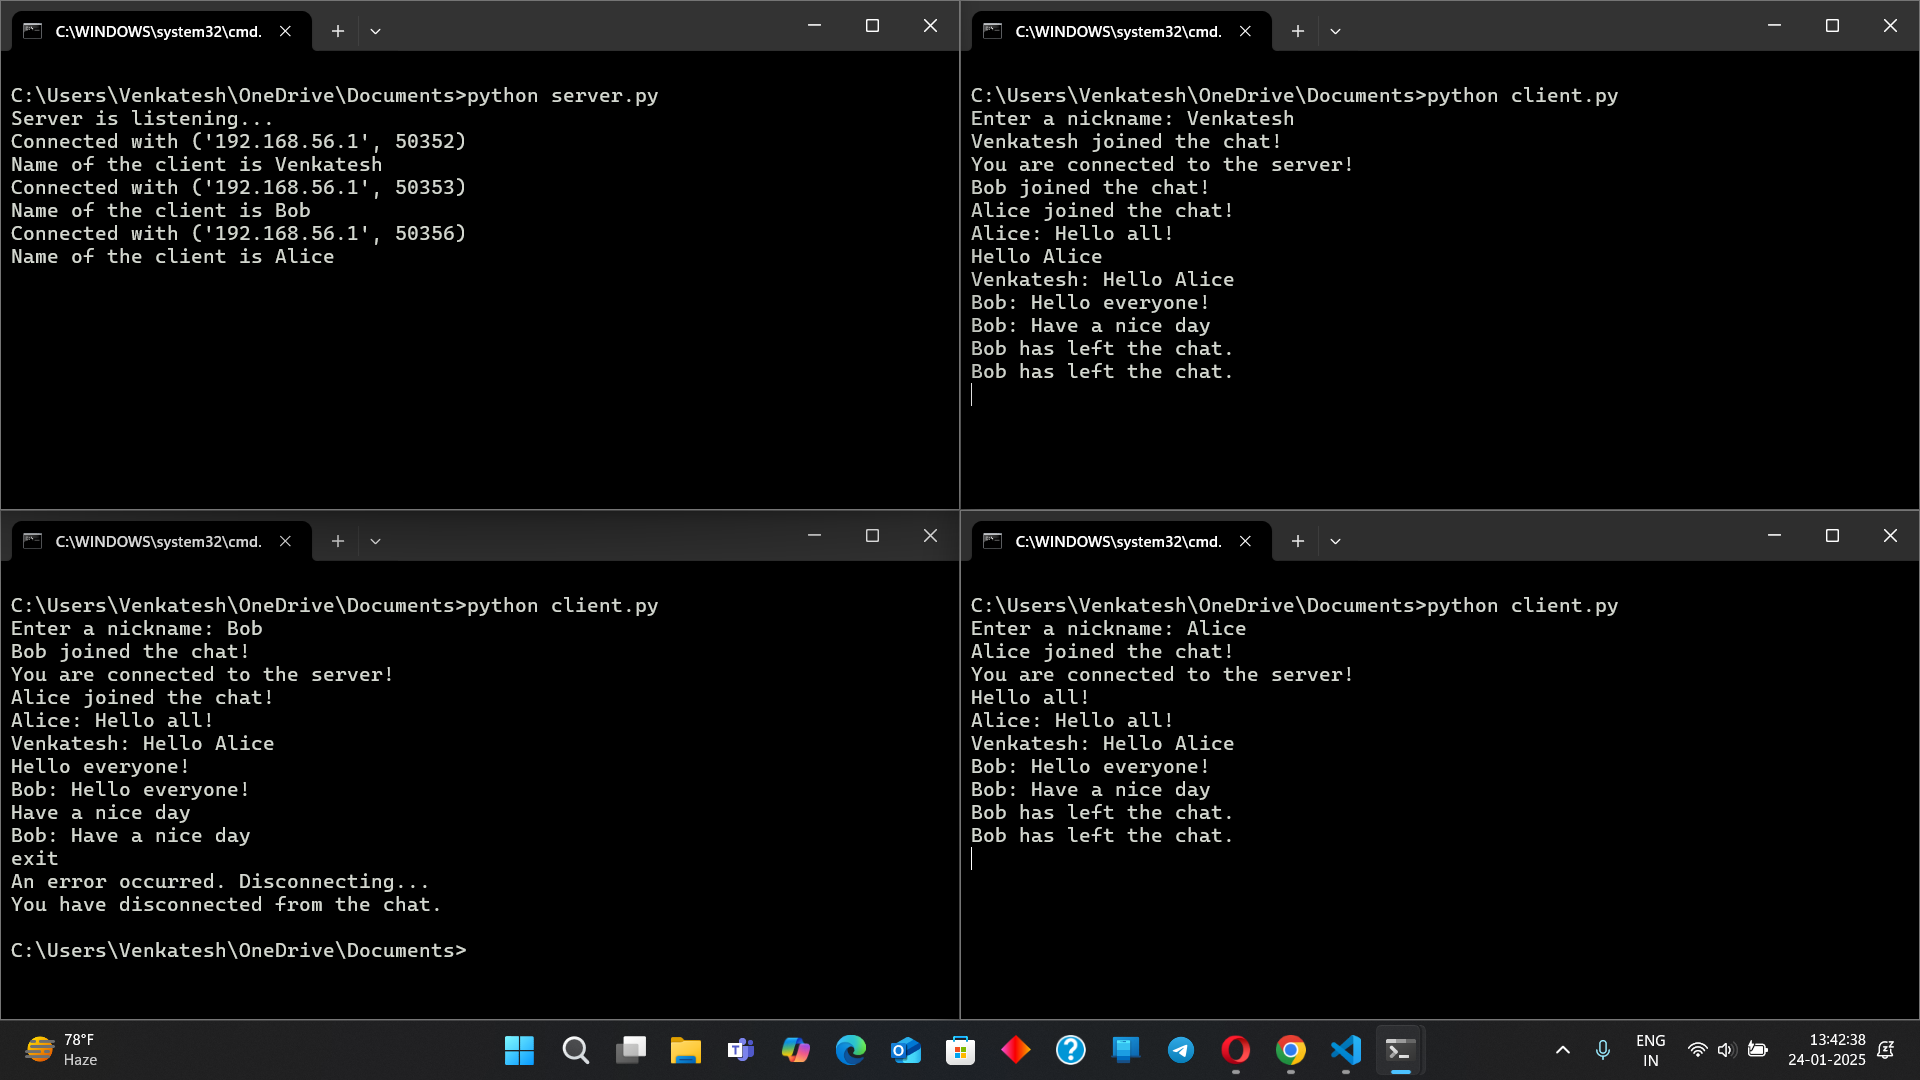 C:\WINDOWS\system32\cmd.
C:\Users\Venkatesh\OneDrive\Documents>python server.py
Server is listening...
Connected with ('192.168.56.1', 50352)
Name of the client is Venkatesh
Connected with ('192.168.56.1', 50353)
Name of the client is Bob
Connected with ('192.168.56.1', 50356)
Name of the client is Alice
C:\WINDOWS\system32\cmd.
C:\Users\Venkatesh\OneDrive\Documents>python client.py
Enter a nickname: Venkatesh
Venkatesh joined the chat!
You are connected to the server!
Bob joined the chat!
Alice joined the chat!
Alice: Hello all!
Hello Alice
Venkatesh: Hello Alice
Bob: Hello everyone!
Bob: Have a nice day
Bob has left the chat.
Bob has left the chat.
C:\WINDOWS\system32\cmd.
C:\Users\Venkatesh\OneDrive\Documents>python client.py
Enter a nickname: Bob
Bob joined the chat!
You are connected to the server!
Alice joined the chat!
Alice: Hello all!
Venkatesh: Hello Alice
Hello everyone!
Bob: Hello everyone!
Have a nice day
Bob: Have a nice day
exit
An error occurred. Disconnecting...
You have disconnected from the chat.
C:\Users\Venkatesh\OneDrive\Documents>
C:\WINDOWS\system32\cmd.
C:\Users\Venkatesh\OneDrive\Documents>python client.py
Enter a nickname: Alice
Alice joined the chat!
You are connected to the server!
Hello all!
Alice: Hello all!
Venkatesh: Hello Alice
Bob: Hello everyone!
Bob: Have a nice day
Bob has left the chat.
Bob has left the chat.
78°F
Haze
ENG
IN
13:42:38
24-01-2025